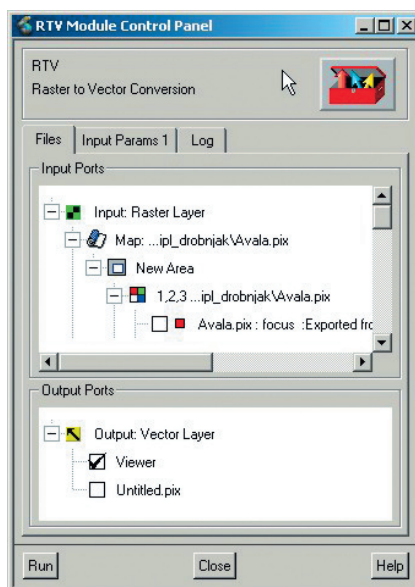 RTV Module Control Panel
RTV
Raster to Vector Conversion
Files
Input Params 1
Log
Input Ports
Input: Raster Layer
Map: ...ipl_drobnjak\Avala.pix
New Area
1,2,3 ...ipl_drobnjak\Avala.pix
Avala.pix : focus :Exported fro
Output Ports
Output: Vector Layer
Viewer
Untitled.pix
Run
Close
Help